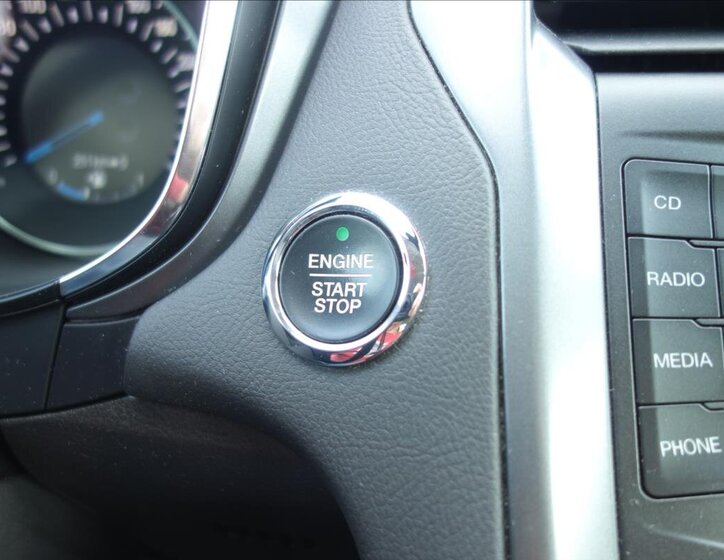 ENGINE
START
STOP
CD
RADIO
MEDIA
PHONE